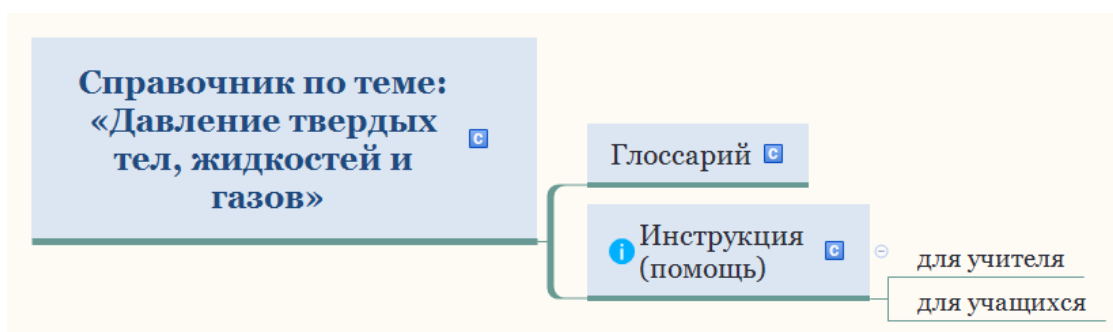 Справочник по теме:
«Давление твердых
тел, жидкостей и
газов»
C
Глоссарий C
i Инструкция
(помощь) C
для учителя
для учащихся